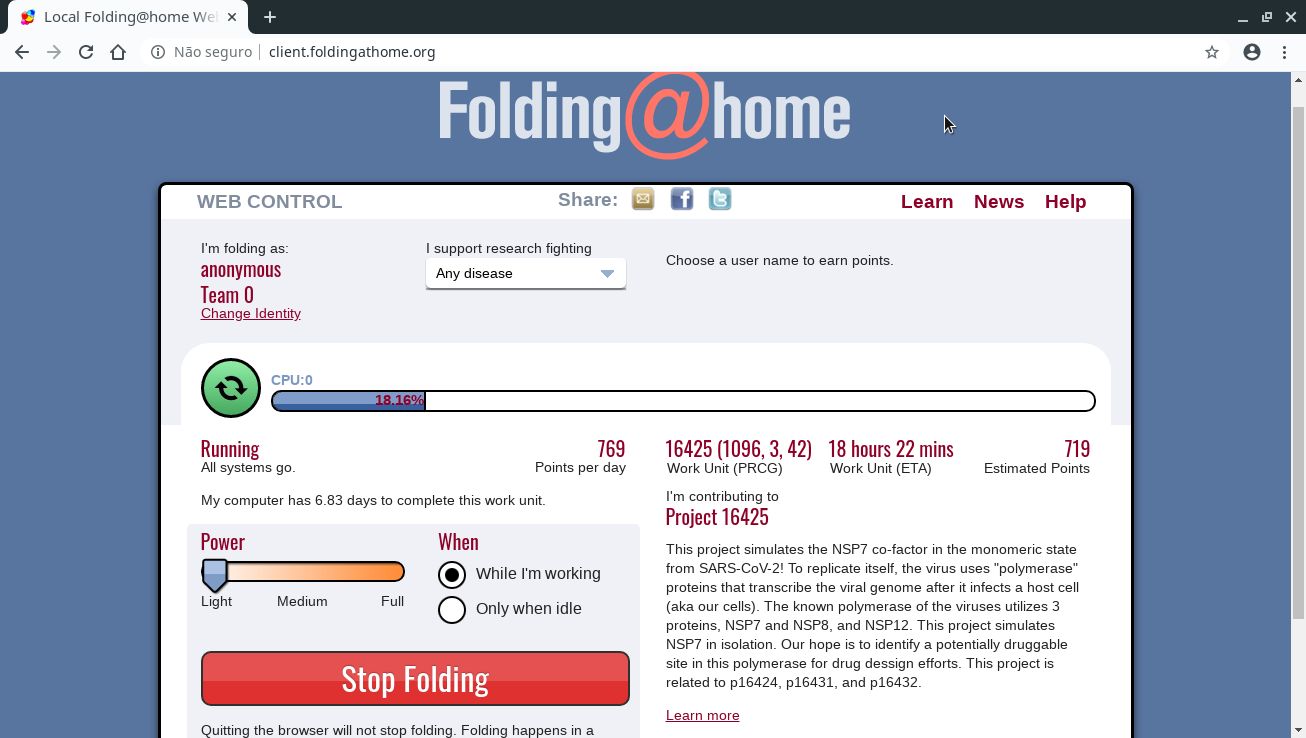 Local Folding@home We
Não seguro
client.foldingathome.org
Folding@home
WEB CONTROL
Share:
Learn News Help
I'm folding as:
anonymous
Team 0
Change Identity
I support research fighting
Any disease
Choose a user name to earn points.
CPU:0
18.16%
Running
All systems go.
769
Points per day
My computer has 6.83 days to complete this work unit.
Power
Light Medium Full
When
While I'm working
Only when idle
Stop Folding
Quitting the browser will not stop folding. Folding happens in a
16425 (1096, 3, 42)
Work Unit (PRCG)
18 hours 22 mins
Work Unit (ETA)
719
Estimated Points
I'm contributing to
Project 16425
This project simulates the NSP7 co-factor in the monomeric state
from SARS-CoV-2! To replicate itself, the virus uses "polymerase"
proteins that transcribe the viral genome after it infects a host cell
(aka our cells). The known polymerase of the viruses utilizes 3
proteins, NSP7 and NSP8, and NSP12. This project simulates
NSP7 in isolation. Our hope is to identify a potentially druggable
site in this polymerase for drug dessign efforts. This project is
related to p16424, p16431, and p16432.
Learn more